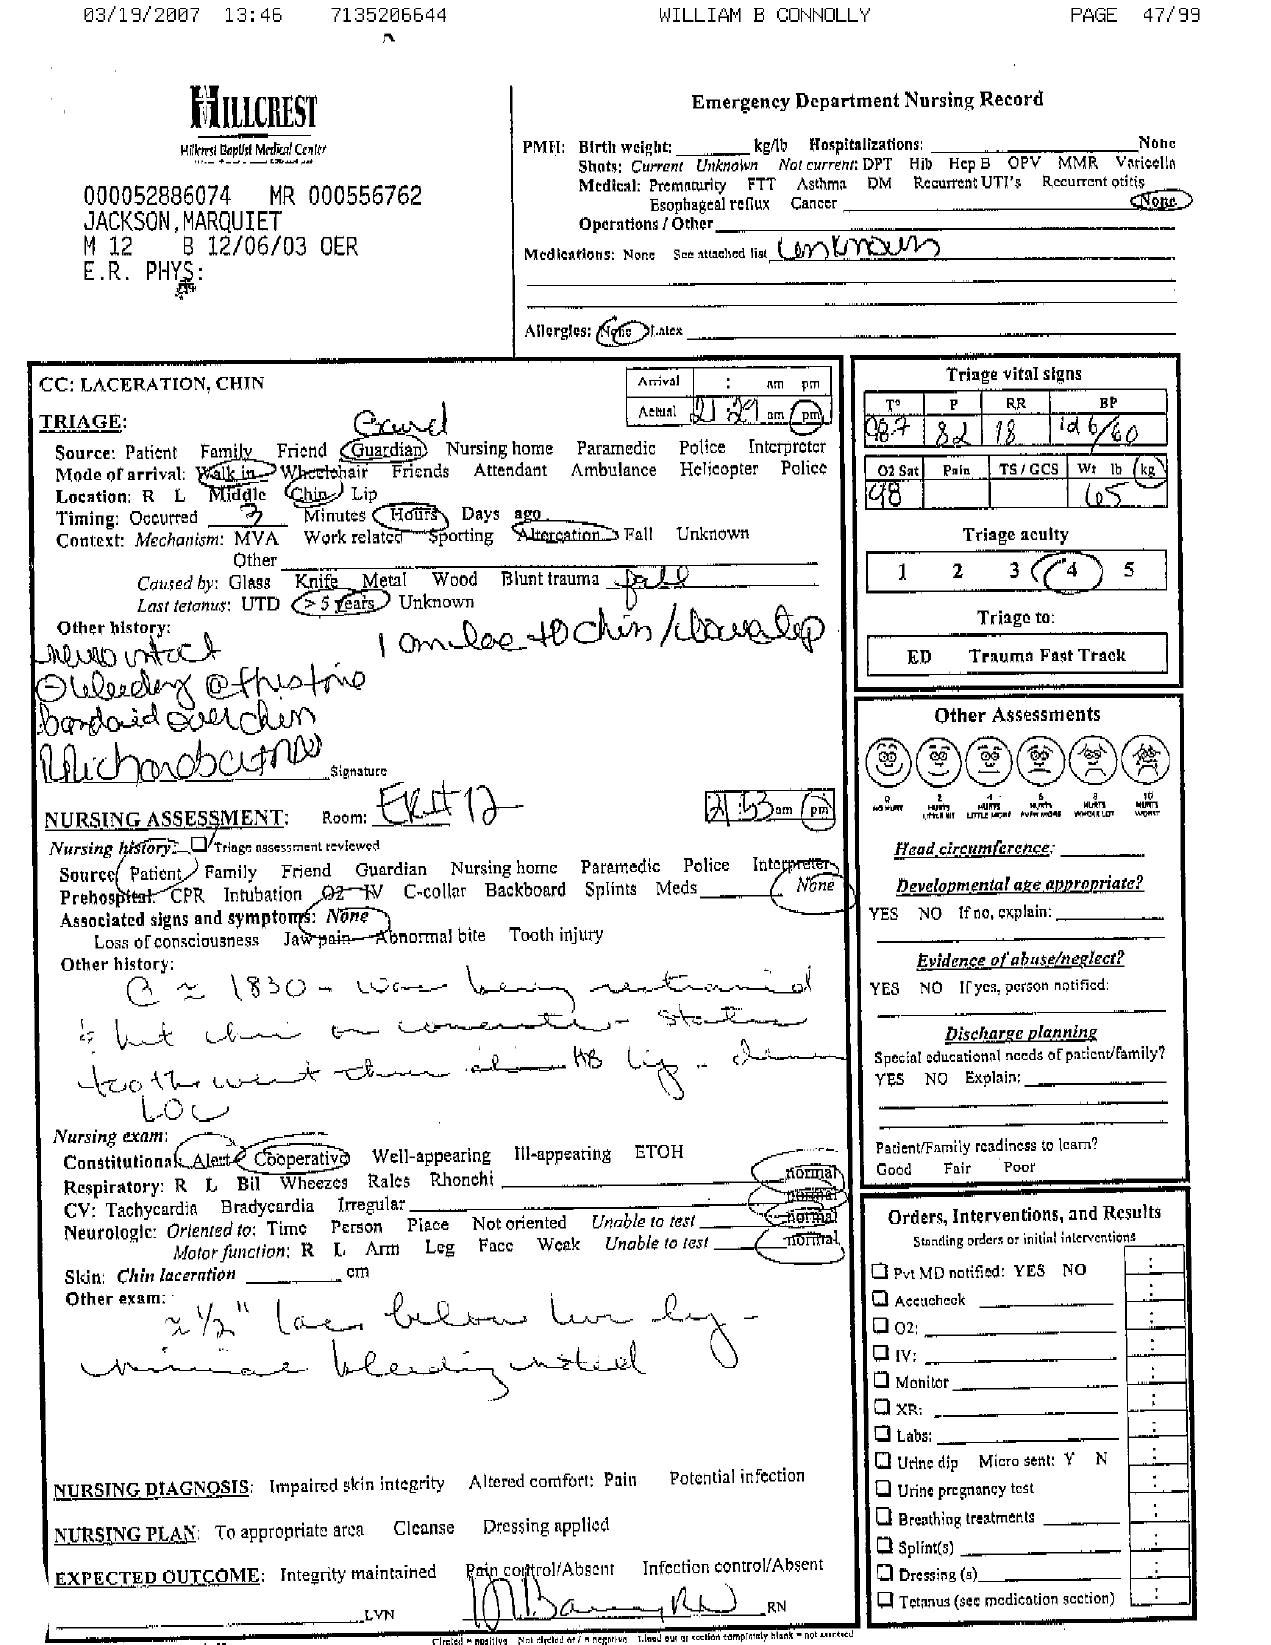 03/19/2007 13:46 7135206644 WILLIAM B CONNOLLY PAGE 47/99
HILLCREST
Hillcrest Baptist Medical Center
000052886074 MR 000556762
JACKSON,MARQUIET
M 12 B 12/06/03 OER
E.R. PHYS:
Emergency Department Nursing Record
PMH: Birth weight: ______ kg/lb Hospitalizations: ______ None
Shots: Current Unknown Not current: DPT Hib Hep B OPV MMR Varicella
Medical: Prematurity FTT Asthma DM Recurrent UTI's Recurrent otitis
Esophageal reflux Cancer ______ None
Operations / Other ______
Medications: None See attached list unknown
Allergies: None Latex ______
CC: LACERATION, CHIN
Arrival : am pm
Actual 21:29 am pm
TRIAGE:
Source: Patient Family Friend Guardian Nursing home Paramedic Police Interpreter
Mode of arrival: Walk in Wheelchair Friends Attendant Ambulance Helicopter Police
Location: R L Middle Chin Lip
Timing: Occurred 3 Minutes Hours Days ago
Context: Mechanism: MVA Work related Sporting Altercation Fall Unknown
Other ______
Caused by: Glass Knife Metal Wood Blunt trauma fall
Last tetanus: UTD > 5 years Unknown
Other history: 1 cm lac to chin /
neuro intact
⊖ bleeding @ this time
bandaid over chin
Signature
NURSING ASSESSMENT: Room: ER # 12 21:53 am pm
Nursing history: ☐ Triage assessment reviewed
Source: Patient Family Friend Guardian Nursing home Paramedic Police Interpreter
Prehospital: CPR Intubation O2 IV C-collar Backboard Splints Meds ______ None
Associated signs and symptoms: None
Loss of consciousness Jaw pain Abnormal bite Tooth injury
Other history:
@ ≈ 1830 - was being restrained
& hit chin on concrete - states
tooth went thru lip - denies
LOC
Nursing exam:
Constitutional: Alert Cooperative Well-appearing Ill-appearing ETOH
Respiratory: R L Bil Wheezes Rales Rhonchi ______ normal
CV: Tachycardia Bradycardia Irregular ______ normal
Neurologic: Oriented to: Time Person Place Not oriented Unable to test ______ normal
Motor function: R L Arm Leg Face Weak Unable to test ______ normal
Skin: Chin laceration ______ cm
Other exam:
≈ 1/2" lac below lower lip -
minimal bleeding noted
NURSING DIAGNOSIS: Impaired skin integrity Altered comfort: Pain Potential infection
NURSING PLAN: To appropriate area Cleanse Dressing applied
EXPECTED OUTCOME: Integrity maintained Pain control/Absent Infection control/Absent
______ LVN ______ RN
Circled = positive Not circled or / = negative Lined out or section completely blank = not assessed
Triage vital signs
T° P RR BP
98.7 82 18 126/60
O2 Sat Pain TS / GCS Wt lb kg
98 65
Triage acuity
1 2 3 4 5
Triage to:
ED Trauma Fast Track
Other Assessments
0 2 4 6 8 10
NO HURT HURTS LITTLE BIT HURTS LITTLE MORE HURTS EVEN MORE HURTS WHOLE LOT HURTS WORST
Head circumference: ______
Developmental age appropriate?
YES NO If no, explain: ______
Evidence of abuse/neglect?
YES NO If yes, person notified:
Discharge planning
Special educational needs of patient/family?
YES NO Explain: ______
Patient/Family readiness to learn?
Good Fair Poor
Orders, Interventions, and Results
Standing orders or initial interventions
☐ Pvt MD notified: YES NO :
☐ Accucheck ______ :
☐ O2: ______ :
☐ IV: ______ :
☐ Monitor ______ :
☐ XR: ______ :
☐ Labs: ______ :
☐ Urine dip Micro sent: Y N :
☐ Urine pregnancy test :
☐ Breathing treatments ______ :
☐ Splint(s) ______ :
☐ Dressing (s) ______ :
☐ Tetanus (see medication section) :